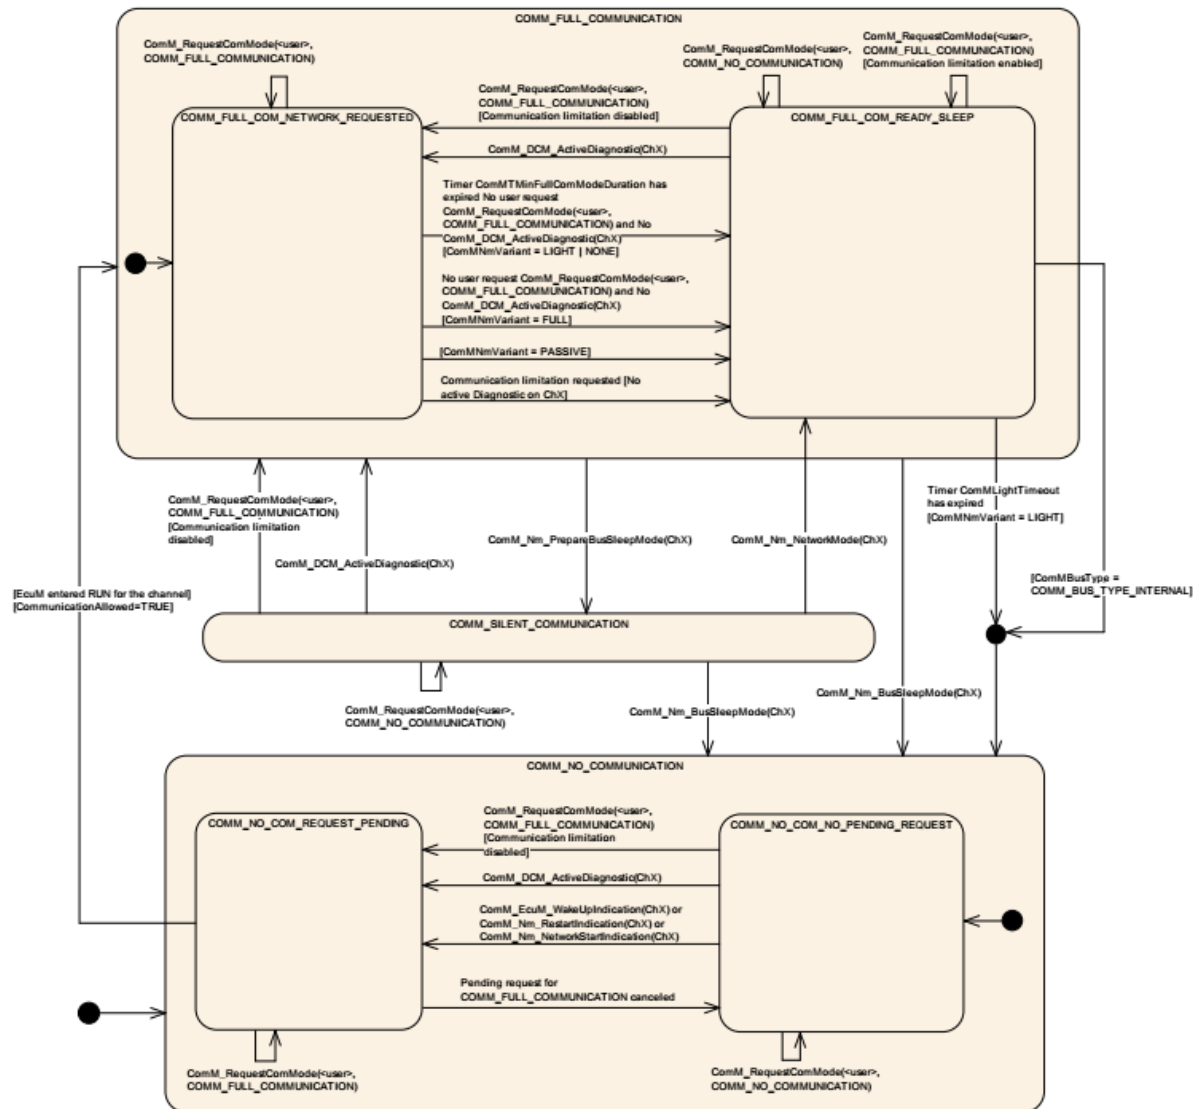 COMM_FULL_COMMUNICATION
ComM_RequestComMode(<user>,
COMM_FULL_COMMUNICATION)
ComM_RequestComMode(<user>,
COMM_NO_COMMUNICATION)
ComM_RequestComMode(<user>,
COMM_FULL_COMMUNICATION)
[Communication limitation enabled]
COMM_FULL_COM_NETWORK_REQUESTED
ComM_RequestComMode(<user>,
COMM_FULL_COMMUNICATION)
[Communication limitation disabled]
COMM_FULL_COM_READY_SLEEP
ComM_DCM_ActiveDiagnostic(ChX)
Timer ComMTMinFullComModeDuration has
expired No user request
ComM_RequestComMode(<user>,
COMM_FULL_COMMUNICATION) and No
ComM_DCM_ActiveDiagnostic(ChX)
[ComMNmVariant = LIGHT | NONE]
No user request ComM_RequestComMode(<user>,
COMM_FULL_COMMUNICATION) and No
ComM_DCM_ActiveDiagnostic(ChX)
[ComMNmVariant = FULL]
[ComMNmVariant = PASSIVE]
Communication limitation requested [No
active Diagnostic on ChX]
ComM_RequestComMode(<user>,
COMM_FULL_COMMUNICATION)
[Communication limitation
disabled]
ComM_DCM_ActiveDiagnostic(ChX)
ComM_Nm_PrepareBusSleepMode(ChX)
ComM_Nm_NetworkMode(ChX)
Timer ComMLightTimeout
has expired
[ComMNmVariant = LIGHT]
[ComMBusType =
COMM_BUS_TYPE_INTERNAL]
[EcuM entered RUN for the channel]
[CommunicationAllowed=TRUE]
COMM_SILENT_COMMUNICATION
ComM_RequestComMode(<user>,
COMM_NO_COMMUNICATION)
ComM_Nm_BusSleepMode(ChX)
ComM_Nm_BusSleepMode(ChX)
COMM_NO_COMMUNICATION
COMM_NO_COM_REQUEST_PENDING
ComM_RequestComMode(<user>,
COMM_FULL_COMMUNICATION)
[Communication limitation
disabled]
COMM_NO_COM_NO_PENDING_REQUEST
ComM_DCM_ActiveDiagnostic(ChX)
ComM_EcuM_WakeUpIndication(ChX) or
ComM_Nm_RestartIndication(ChX) or
ComM_Nm_NetworkStartIndication(ChX)
Pending request for
COMM_FULL_COMMUNICATION canceled
ComM_RequestComMode(<user>,
COMM_FULL_COMMUNICATION)
ComM_RequestComMode(<user>,
COMM_NO_COMMUNICATION)